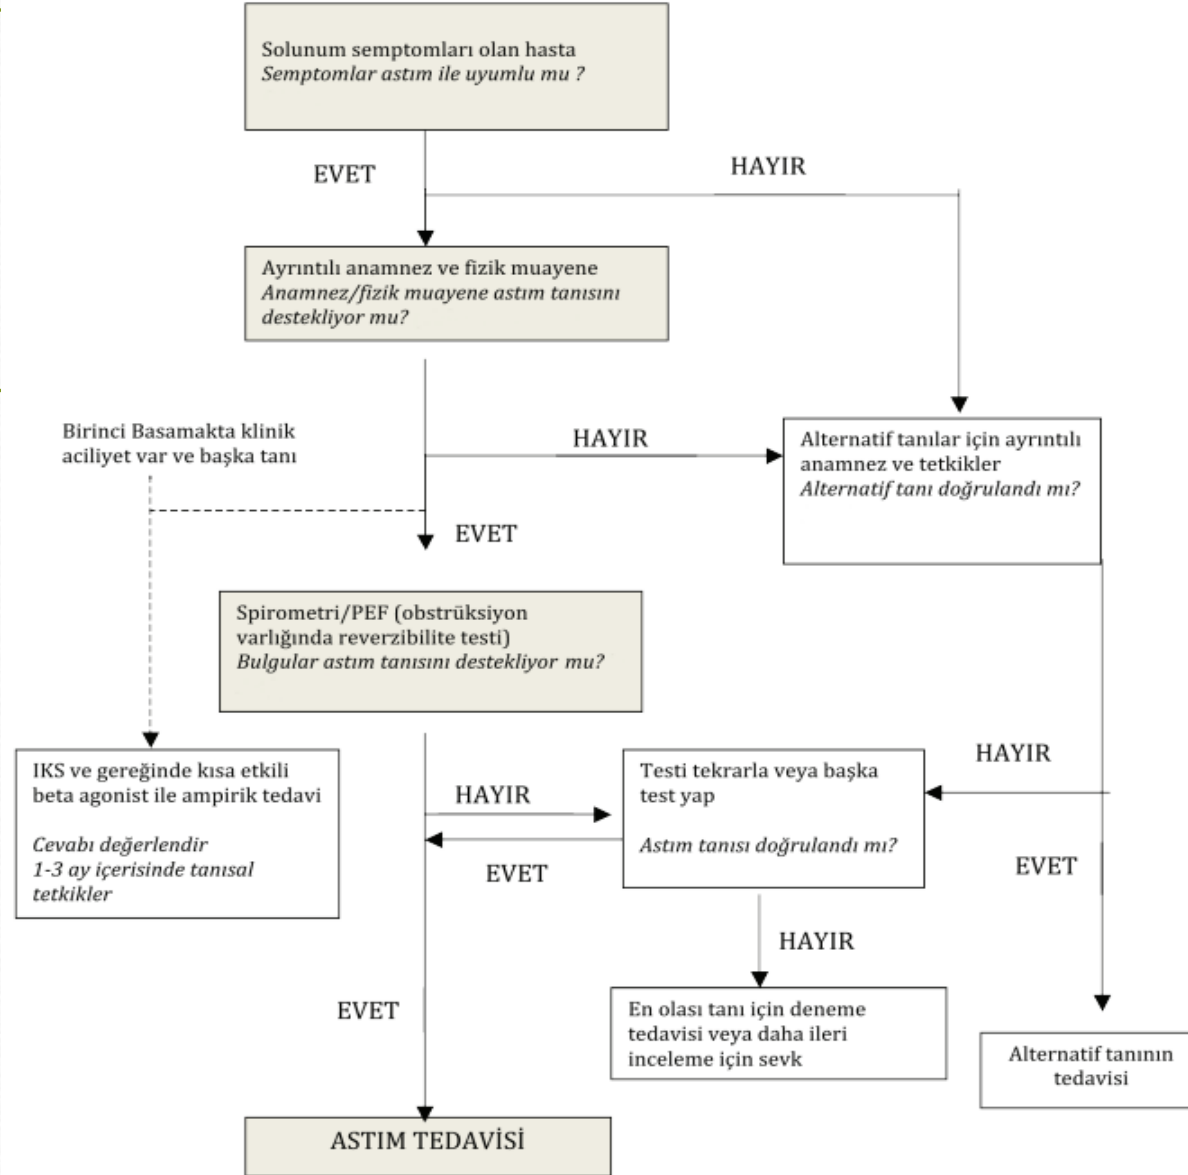 Solunum semptomları olan hasta
Semptomlar astım ile uyumlu mu ?
EVET
HAYIR
Ayrıntılı anamnez ve fizik muayene
Anamnez/fizik muayene astım tanısını
destekliyor mu?
Birinci Basamakta klinik
aciliyet var ve başka tanı
HAYIR
Alternatif tanılar için ayrıntılı
anamnez ve tetkikler
Alternatif tanı doğrulandı mı?
EVET
Spirometri/PEF (obstrüksiyon
varlığında reverzibilite testi)
Bulgular astım tanısını destekliyor mu?
IKS ve gereğinde kısa etkili
beta agonist ile ampirik tedavi
Cevabı değerlendir
1-3 ay içerisinde tanısal
tetkikler
HAYIR
EVET
Testi tekrarla veya başka
test yap
Astım tanısı doğrulandı mı?
HAYIR
EVET
HAYIR
EVET
En olası tanı için deneme
tedavisi veya daha ileri
inceleme için sevk
Alternatif tanının
tedavisi
ASTIM TEDAVİSİ